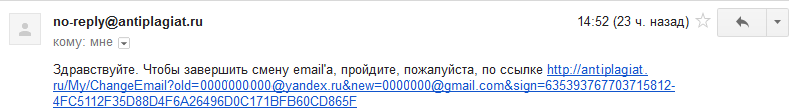 no-reply@antiplagiat.ru 14:52 (23 ч. назад)
кому: мне
Здравствуйте. Чтобы завершить смену email'а, пройдите, пожалуйста, по ссылке http://antiplagiat.
ru/My/ChangeEmail?old=0000000000@yandex.ru&new=0000000@gmail.com&sign=635393767703715812-
4FC5112F35D88D4F6A26496D0C171BFB60CD865F